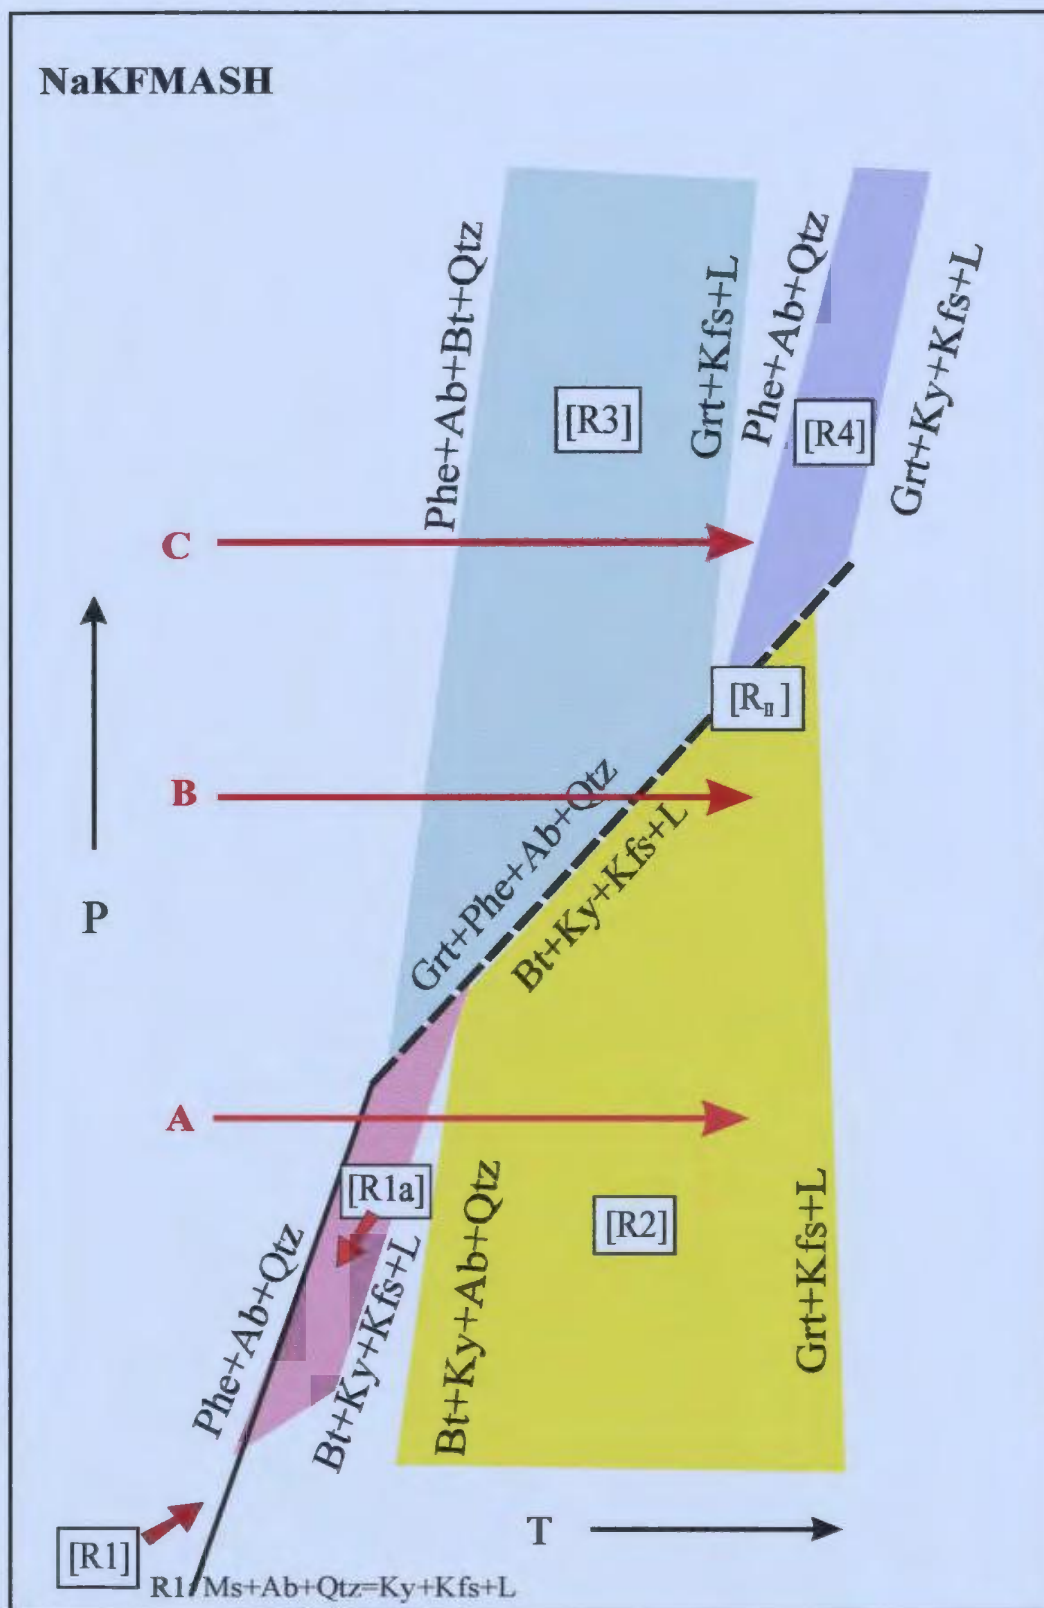 NaKFMASH
Phe+Ab+Bt+Qtz
Grt+Kfs+L
Phe+Ab+Qtz
Grt+Ky+Kfs+L
[R3]
[R4]
C
[RII]
B
Grt+Phe+Ab+Qtz
Bt+Ky+Kfs+L
P
A
[R1a]
[R2]
Phe+Ab+Qtz
Bt+Ky+Kfs+L
Bt+Ky+Ab+Qtz
Grt+Kfs+L
T
[R1]
R1: Ms+Ab+Qtz=Ky+Kfs+L